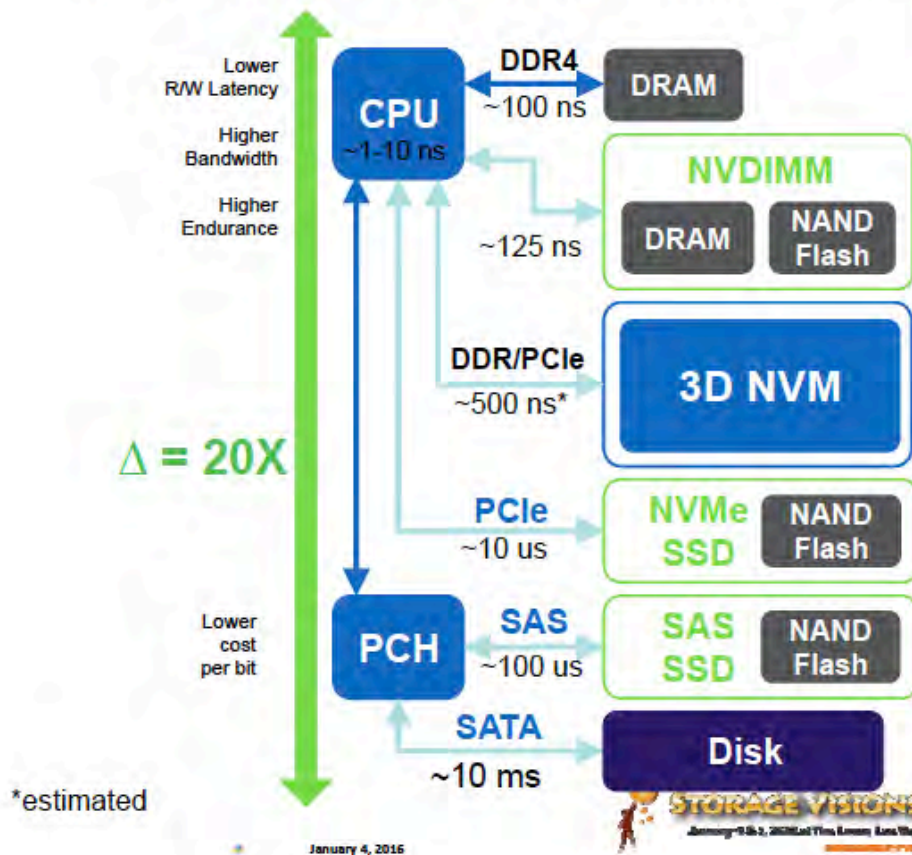 Lower
R/W Latency
Higher
Bandwidth
Higher
Endurance
CPU
~1-10 ns
DDR4
~100 ns
DRAM
NVDIMM
DRAM
NAND
Flash
~125 ns
DDR/PCIe
~500 ns*
3D NVM
Δ = 20X
PCIe
~10 us
NVMe
SSD
NAND
Flash
Lower
cost
per bit
PCH
SAS
~100 us
SAS
SSD
NAND
Flash
SATA
~10 ms
Disk
*estimated
STORAGE VISIONS
January 4, 2016